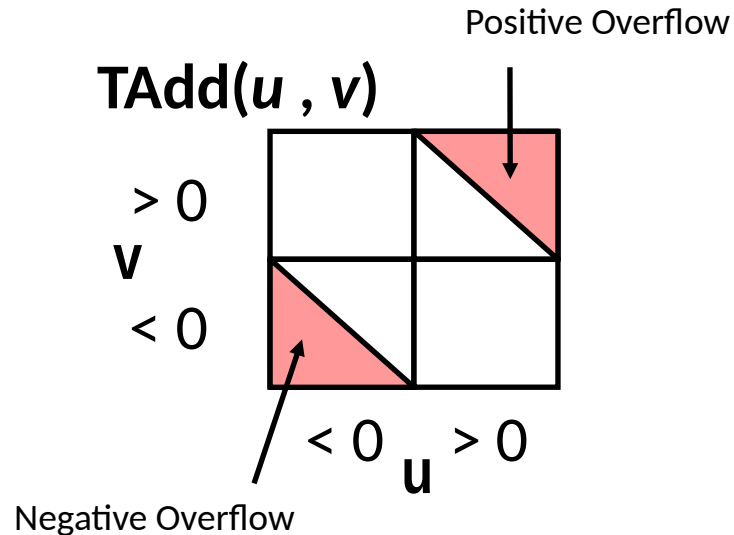 Positive Overflow
TAdd(u , v)
> 0
v
< 0
< 0 > 0
u
Negative Overflow